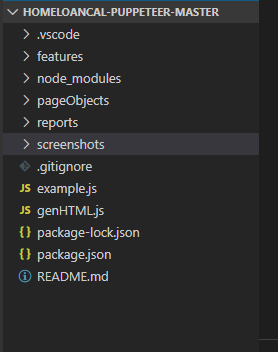 HOMELOANCAL-PUPPETEER-MASTER
.vscode
features
node_modules
pageObjects
reports
screenshots
.gitignore
JS example.js
JS genHTML.js
{} package-lock.json
{} package.json
README.md